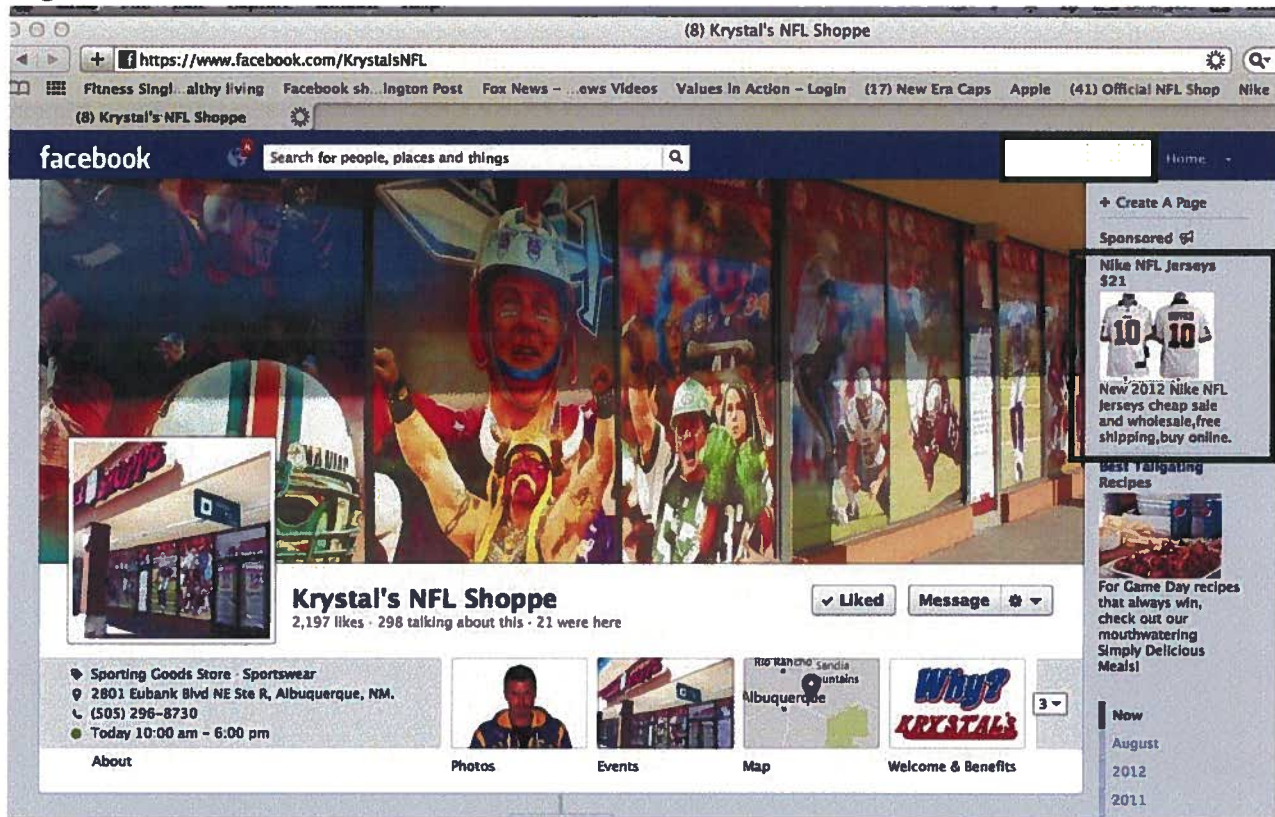 (8) Krystal's NFL Shoppe
https://www.facebook.com/KrystalsNFL
Fitness Singl...althy living Facebook sh...ington Post Fox News – ...ews Videos Values In Action – Login (17) New Era Caps Apple (41) Official NFL Shop Nike
(8) Krystal's NFL Shoppe
facebook
Search for people, places and things
Home
+ Create A Page
Sponsored
Nike NFL Jerseys
$21
10 10
New 2012 Nike NFL
Jerseys cheap sale
and wholesale,free
shipping,buy online.
Best Tailgating
Recipes
For Game Day recipes
that always win,
check out our
mouthwatering
Simply Delicious
Meals!
Krystal's NFL Shoppe
2,197 likes · 298 talking about this · 21 were here
✓ Liked
Message
Sporting Goods Store · Sportswear
2801 Eubank Blvd NE Ste R, Albuquerque, NM.
(505) 296-8730
Today 10:00 am – 6:00 pm
About
Photos
Events
Rio Rancho Sandia
Albuquerque
Map
Why?
KRYSTAL'S
Welcome & Benefits
3
Now
August
2012
2011